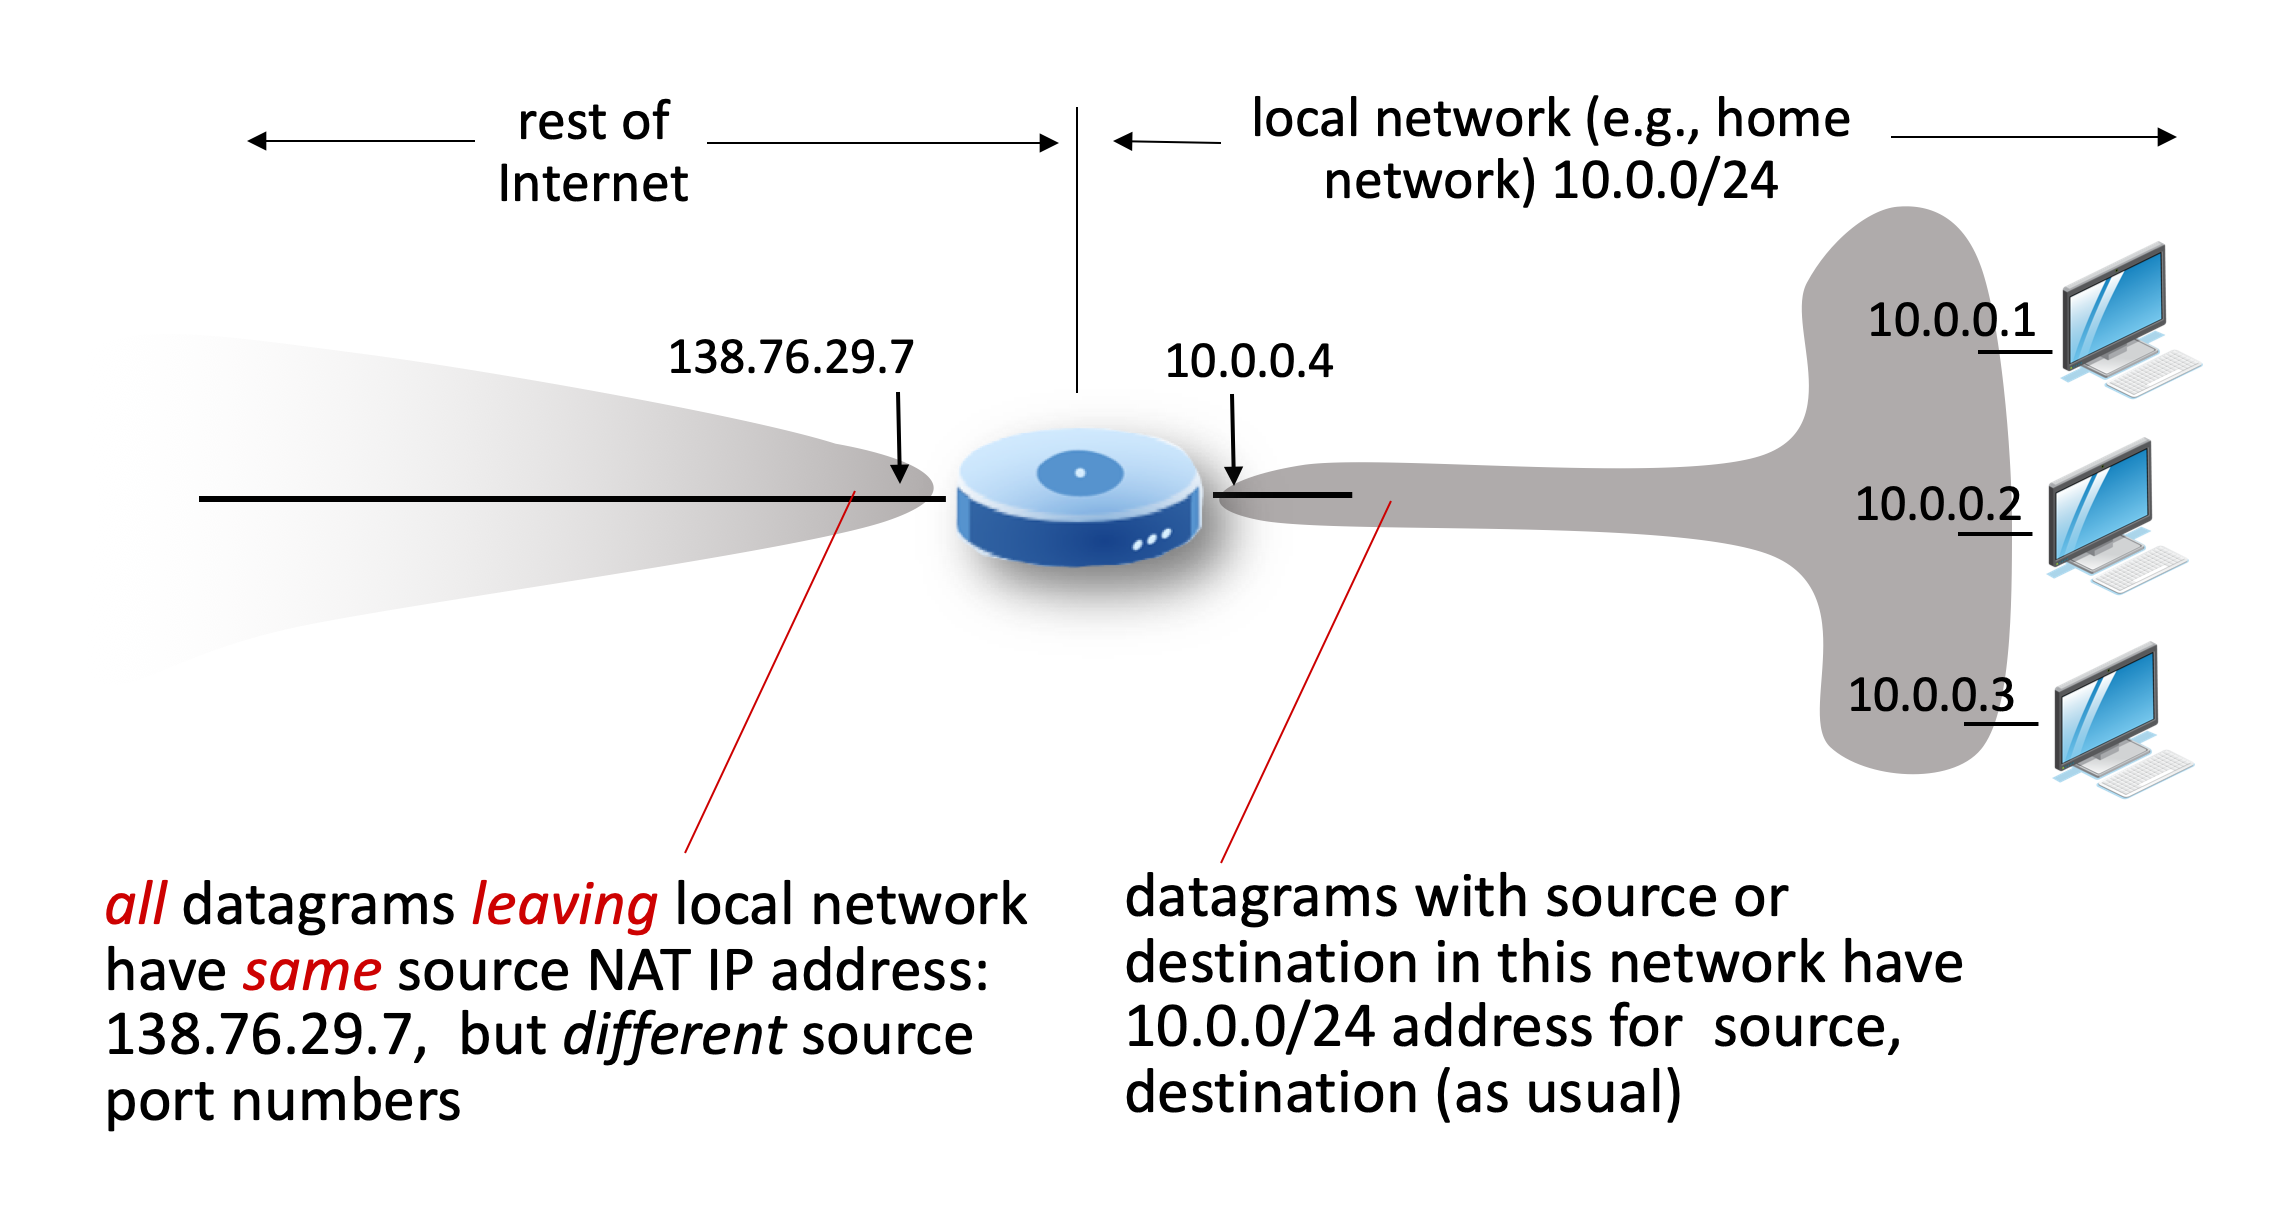 rest of
Internet
local network (e.g., home
network) 10.0.0/24
138.76.29.7
10.0.0.4
10.0.0.1
10.0.0.2
10.0.0.3
all datagrams leaving local network
have same source NAT IP address:
138.76.29.7,  but different source
port numbers
datagrams with source or
destination in this network have
10.0.0/24 address for  source,
destination (as usual)